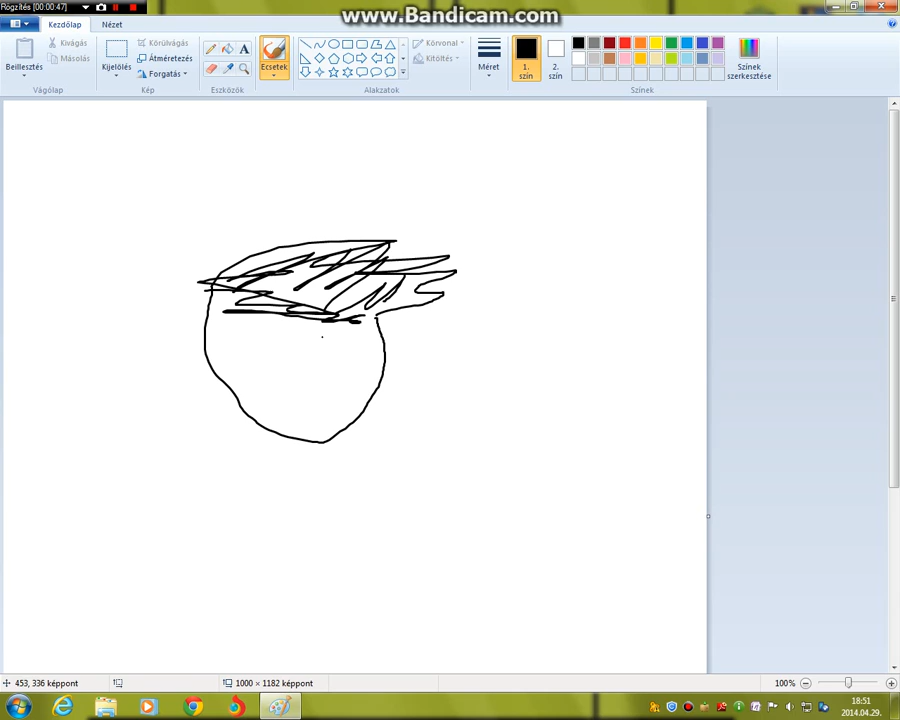 Rögzítés [00:00:47]
www.Bandicam.com
Kezdőlap
Nézet
Beillesztés
Kivágás
Másolás
Vágólap
Kijelölés
Körülvágás
Átméretezés
Forgatás
Kép
A
Eszközök
Ecsetek
Körvonal
Kitöltés
Alakzatok
Méret
1. szín
2. szín
Színek szerkesztése
Színek
453, 336 képpont
1000 × 1182 képpont
100%
18:51
2014.04.29.